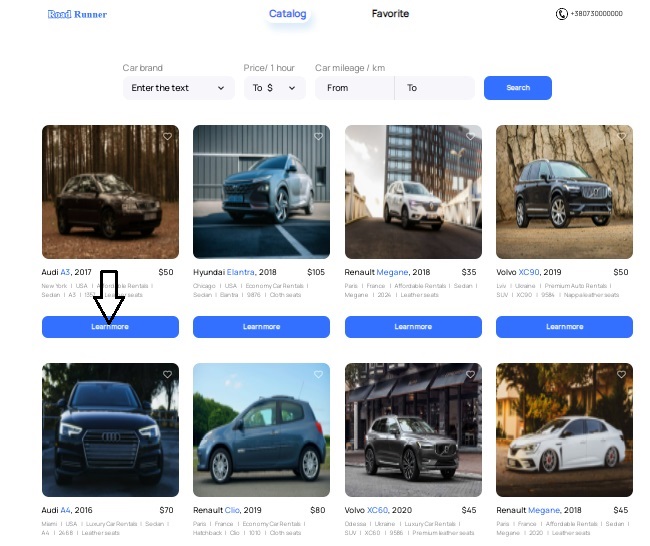 Road Runner
Catalog
Favorite
+380730000000
Car brand
Price/ 1 hour
Car mileage / km
Enter the text
To $
From
To
Search
Audi A3, 2017 $50
New York | USA | Affordable Rentals |
Sedan | A3 | Leather seats
Learn more
Hyundai Elantra, 2018 $105
Chicago | USA | Economy Car Rentals |
Sedan | Elantra | 9876 | Cloth seats
Learn more
Renault Megane, 2018 $35
Paris | France | Affordable Rentals | Sedan |
Megane | 2024 | Leather seats
Learn more
Volvo XC90, 2019 $50
Lviv | Ukraine | Premium Auto Rentals |
SUV | XC90 | 9584 | Nappa leather seats
Learn more
Audi A4, 2016 $70
Miami | USA | Luxury Car Rentals | Sedan |
A4 | 2468 | Leather seats
Renault Clio, 2019 $80
Paris | France | Economy Car Rentals |
Hatchback | Clio | 1010 | Cloth seats
Volvo XC60, 2020 $45
Odessa | Ukraine | Luxury Car Rentals |
SUV | XC60 | 9586 | Premium leather seats
Renault Megane, 2018 $45
Paris | France | Affordable Car Rentals | Sedan |
Megane | 2020 | Leather seats